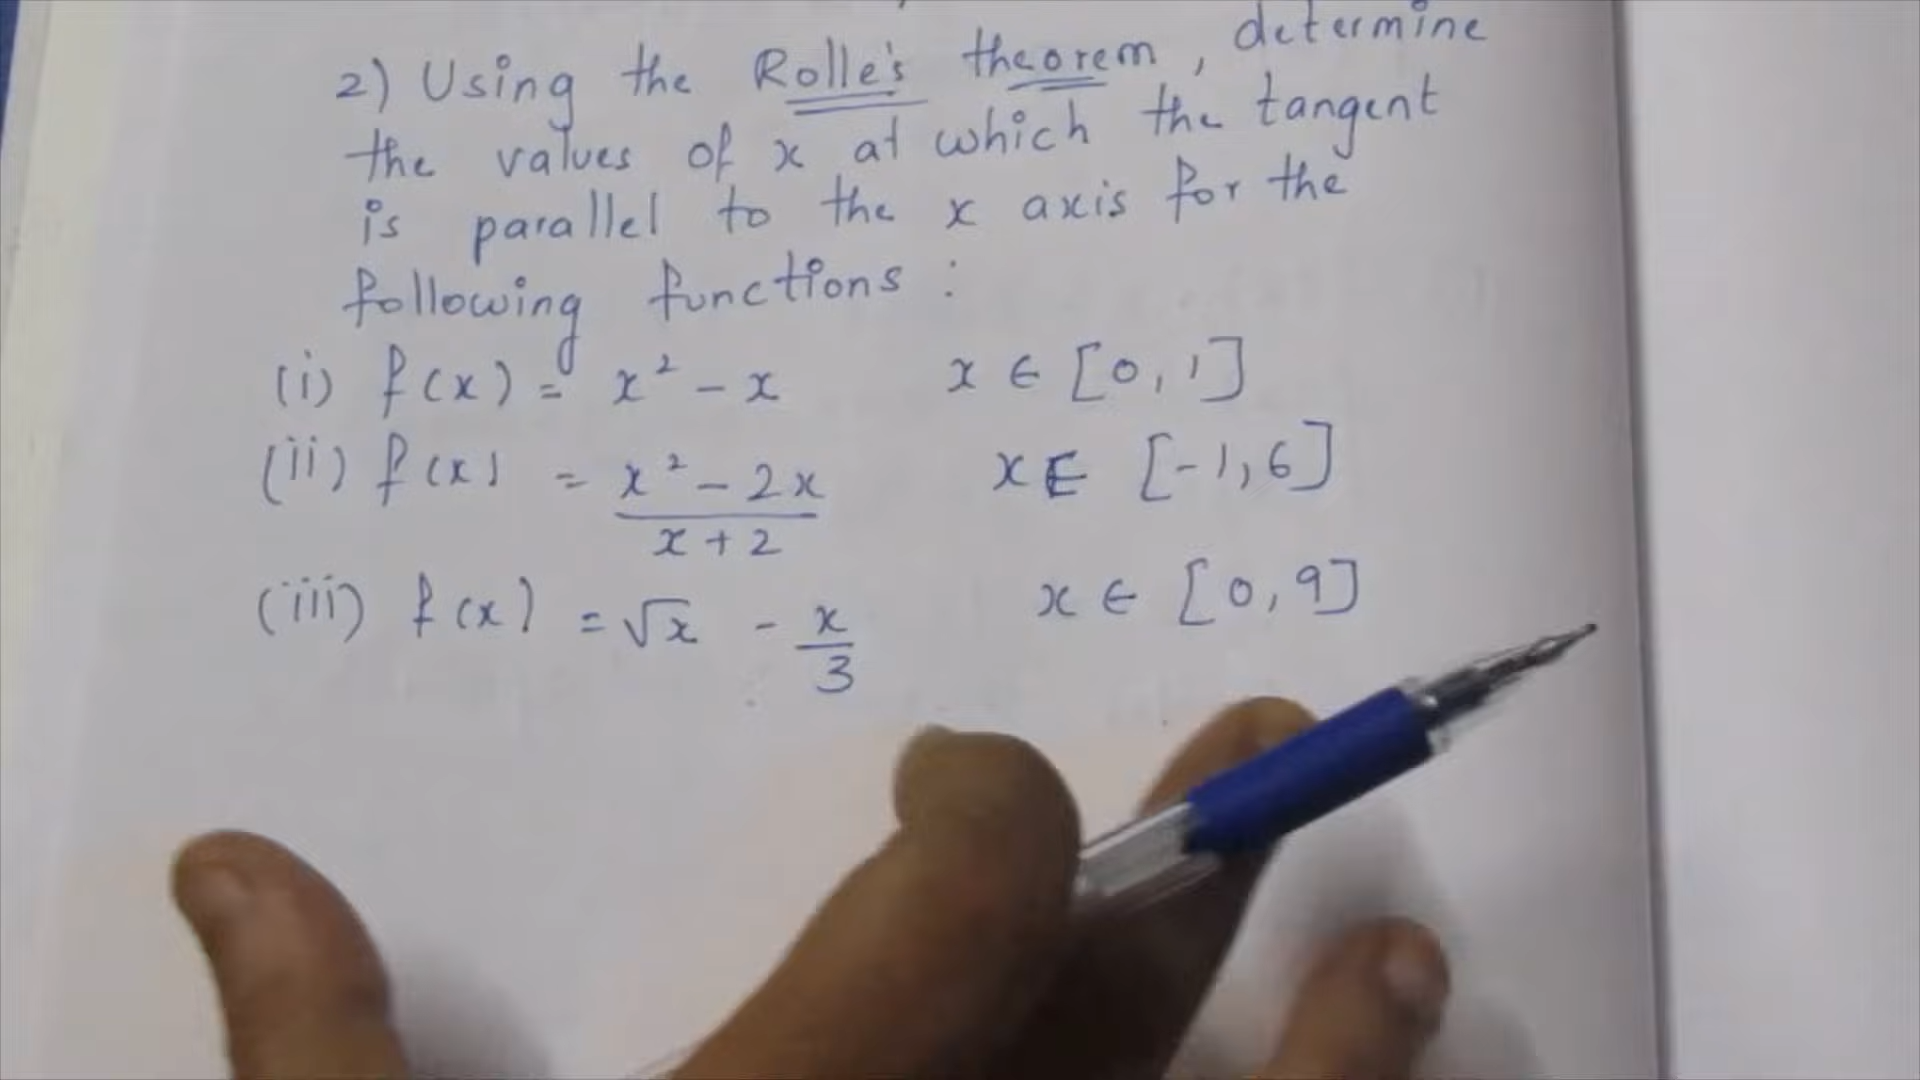 2) Using the Rolle's theorem, determine
the values of x at which the tangent
is parallel to the x axis for the
following functions :
(i) f(x) = x² - x x ∈ [0, 1]
(ii) f(x) = x² - 2x / x + 2 x ∈ [-1, 6]
(iii) f(x) = √x - x/3 x ∈ [0, 9]